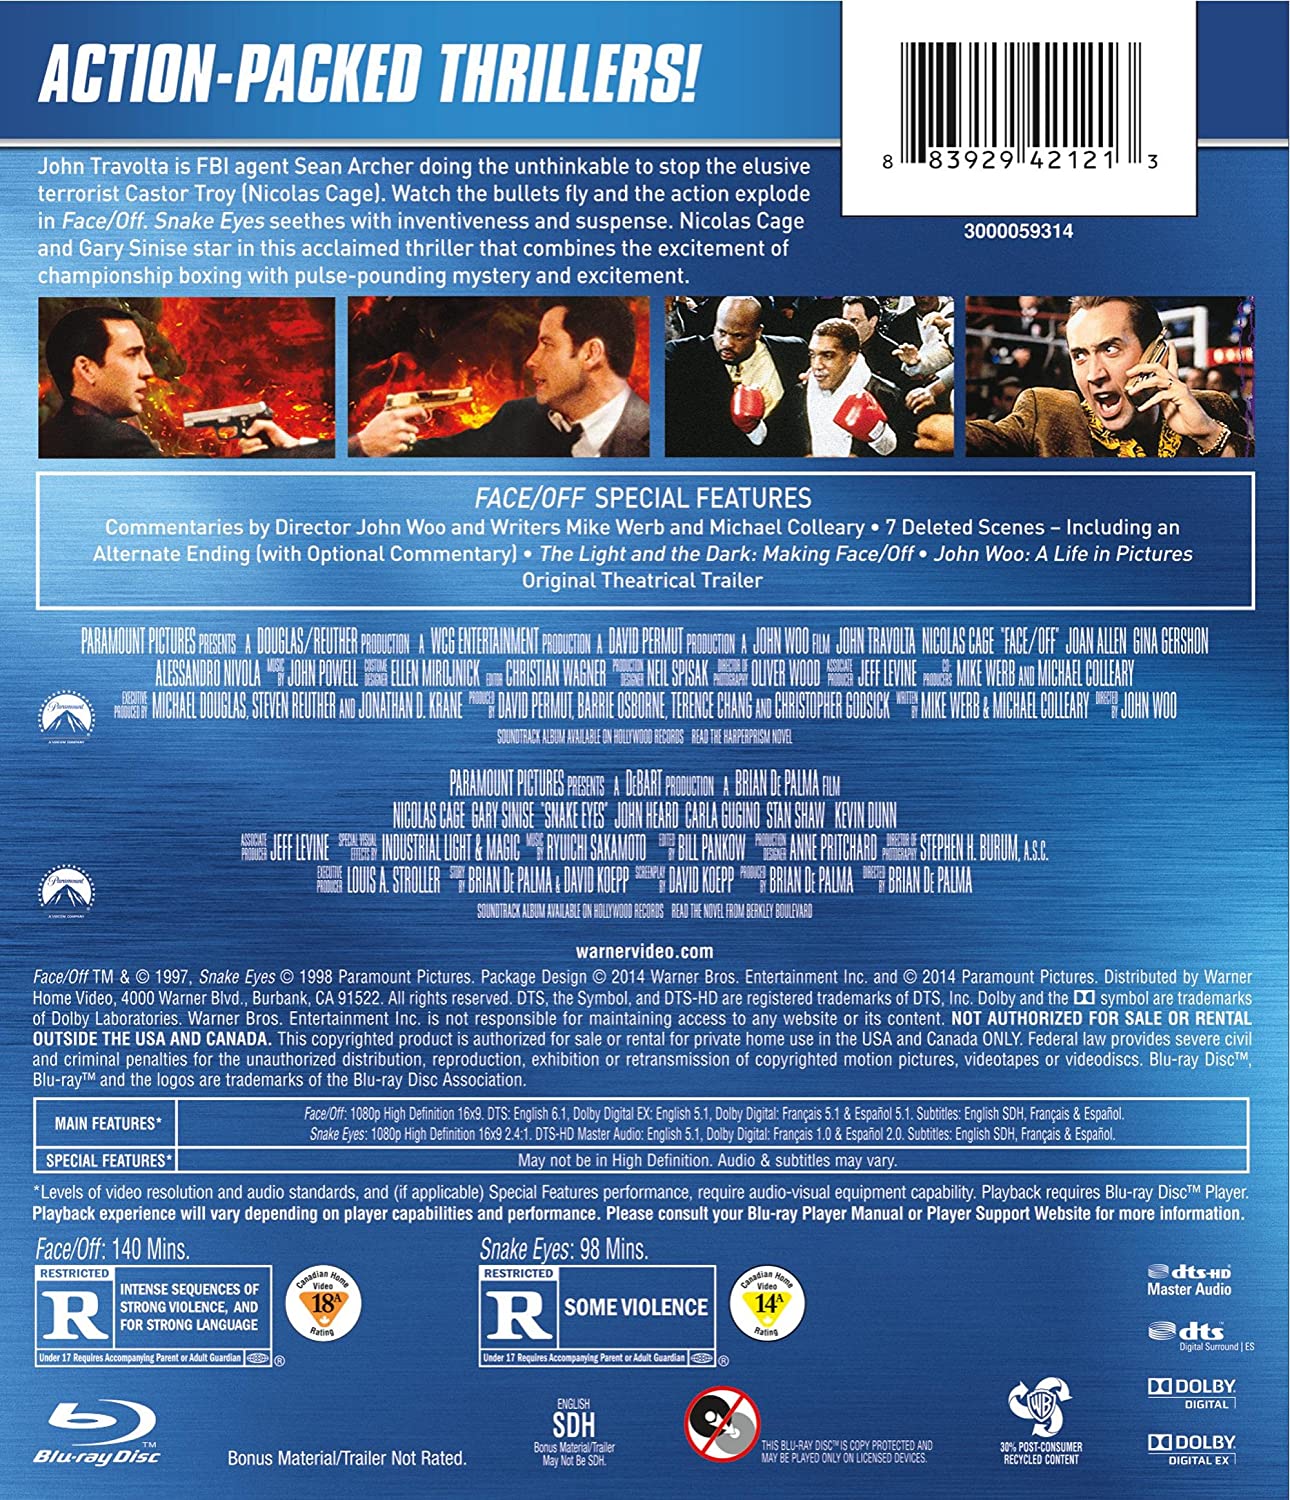 ACTION-PACKED THRILLERS!
8 83929 42121 3
3000059314
John Travolta is FBI agent Sean Archer doing the unthinkable to stop the elusive
terrorist Castor Troy (Nicolas Cage). Watch the bullets fly and the action explode
in Face/Off. Snake Eyes seethes with inventiveness and suspense. Nicolas Cage
and Gary Sinise star in this acclaimed thriller that combines the excitement of
championship boxing with pulse-pounding mystery and excitement.
FACE/OFF SPECIAL FEATURES
Commentaries by Director John Woo and Writers Mike Werb and Michael Colleary • 7 Deleted Scenes – Including an
Alternate Ending (with Optional Commentary) • The Light and the Dark: Making Face/Off • John Woo: A Life in Pictures
Original Theatrical Trailer
PARAMOUNT PICTURES PRESENTS A DOUGLAS/REUTHER PRODUCTION A WCG ENTERTAINMENT PRODUCTION A DAVID PERMUT PRODUCTION A JOHN WOO FILM JOHN TRAVOLTA NICOLAS CAGE "FACE/OFF" JOAN ALLEN GINA GERSHON
ALESSANDRO NIVOLA MUSIC BY JOHN POWELL COSTUME DESIGNER ELLEN MIROJNICK EDITOR CHRISTIAN WAGNER PRODUCTION DESIGNER NEIL SPISAK DIRECTOR OF PHOTOGRAPHY OLIVER WOOD ASSOCIATE PRODUCER JEFF LEVINE CO-PRODUCERS MIKE WERB AND MICHAEL COLLEARY
EXECUTIVE PRODUCED BY MICHAEL DOUGLAS, STEVEN REUTHER AND JONATHAN D. KRANE PRODUCED BY DAVID PERMUT, BARRIE OSBORNE, TERENCE CHANG AND CHRISTOPHER GODSICK WRITTEN BY MIKE WERB & MICHAEL COLLEARY DIRECTED BY JOHN WOO
Paramount
A VIACOM COMPANY
SOUNDTRACK ALBUM AVAILABLE ON HOLLYWOOD RECORDS READ THE HARPERPRISM NOVEL
PARAMOUNT PICTURES PRESENTS A DEBART PRODUCTION A BRIAN DE PALMA FILM
NICOLAS CAGE GARY SINISE "SNAKE EYES" JOHN HEARD CARLA GUGINO STAN SHAW KEVIN DUNN
ASSOCIATE PRODUCER JEFF LEVINE SPECIAL VISUAL EFFECTS BY INDUSTRIAL LIGHT & MAGIC MUSIC BY RYUICHI SAKAMOTO EDITED BY BILL PANKOW PRODUCTION DESIGNER ANNE PRITCHARD DIRECTOR OF PHOTOGRAPHY STEPHEN H. BURUM, A.S.C.
EXECUTIVE PRODUCER LOUIS A. STROLLER STORY BY BRIAN DE PALMA & DAVID KOEPP SCREENPLAY BY DAVID KOEPP PRODUCED BY BRIAN DE PALMA DIRECTED BY BRIAN DE PALMA
Paramount
A VIACOM COMPANY
SOUNDTRACK ALBUM AVAILABLE ON HOLLYWOOD RECORDS READ THE NOVEL FROM BERKLEY BOULEVARD
warnervideo.com
Face/Off TM & © 1997, Snake Eyes © 1998 Paramount Pictures. Package Design © 2014 Warner Bros. Entertainment Inc. and © 2014 Paramount Pictures. Distributed by Warner
Home Video, 4000 Warner Blvd., Burbank, CA 91522. All rights reserved. DTS, the Symbol, and DTS-HD are registered trademarks of DTS, Inc. Dolby and the symbol are trademarks
of Dolby Laboratories. Warner Bros. Entertainment Inc. is not responsible for maintaining access to any website or its content. NOT AUTHORIZED FOR SALE OR RENTAL
OUTSIDE THE USA AND CANADA. This copyrighted product is authorized for sale or rental for private home use in the USA and Canada ONLY. Federal law provides severe civil
and criminal penalties for the unauthorized distribution, reproduction, exhibition or retransmission of copyrighted motion pictures, videotapes or videodiscs. Blu-ray Disc™,
Blu-ray™ and the logos are trademarks of the Blu-ray Disc Association.
MAIN FEATURES*
Face/Off: 1080p High Definition 16x9. DTS: English 6.1, Dolby Digital EX: English 5.1, Dolby Digital: Français 5.1 & Español 5.1. Subtitles: English SDH, Français & Español.
Snake Eyes: 1080p High Definition 16x9 2.4:1. DTS-HD Master Audio: English 5.1, Dolby Digital: Français 1.0 & Español 2.0. Subtitles: English SDH, Français & Español.
SPECIAL FEATURES*
May not be in High Definition. Audio & subtitles may vary.
*Levels of video resolution and audio standards, and (if applicable) Special Features performance, require audio-visual equipment capability. Playback requires Blu-ray Disc™ Player.
Playback experience will vary depending on player capabilities and performance. Please consult your Blu-ray Player Manual or Player Support Website for more information.
Face/Off: 140 Mins.
RESTRICTED
R
INTENSE SEQUENCES OF
STRONG VIOLENCE, AND
FOR STRONG LANGUAGE
Under 17 Requires Accompanying Parent or Adult Guardian ®
Canadian Home
Video
18A
Rating
Snake Eyes: 98 Mins.
RESTRICTED
R
SOME VIOLENCE
Under 17 Requires Accompanying Parent or Adult Guardian ®
Canadian Home
Video
14A
Rating
dts-HD
Master Audio
dts™
Digital Surround | ES
Blu-ray Disc™
Bonus Material/Trailer Not Rated.
ENGLISH
SDH
Bonus Material/Trailer
May Not Be SDH.
THIS BLU-RAY DISC™ IS COPY PROTECTED AND
MAY BE PLAYED ONLY ON LICENSED DEVICES.
WB
30% POST-CONSUMER
RECYCLED CONTENT
DOLBY
DIGITAL
DOLBY
DIGITAL EX